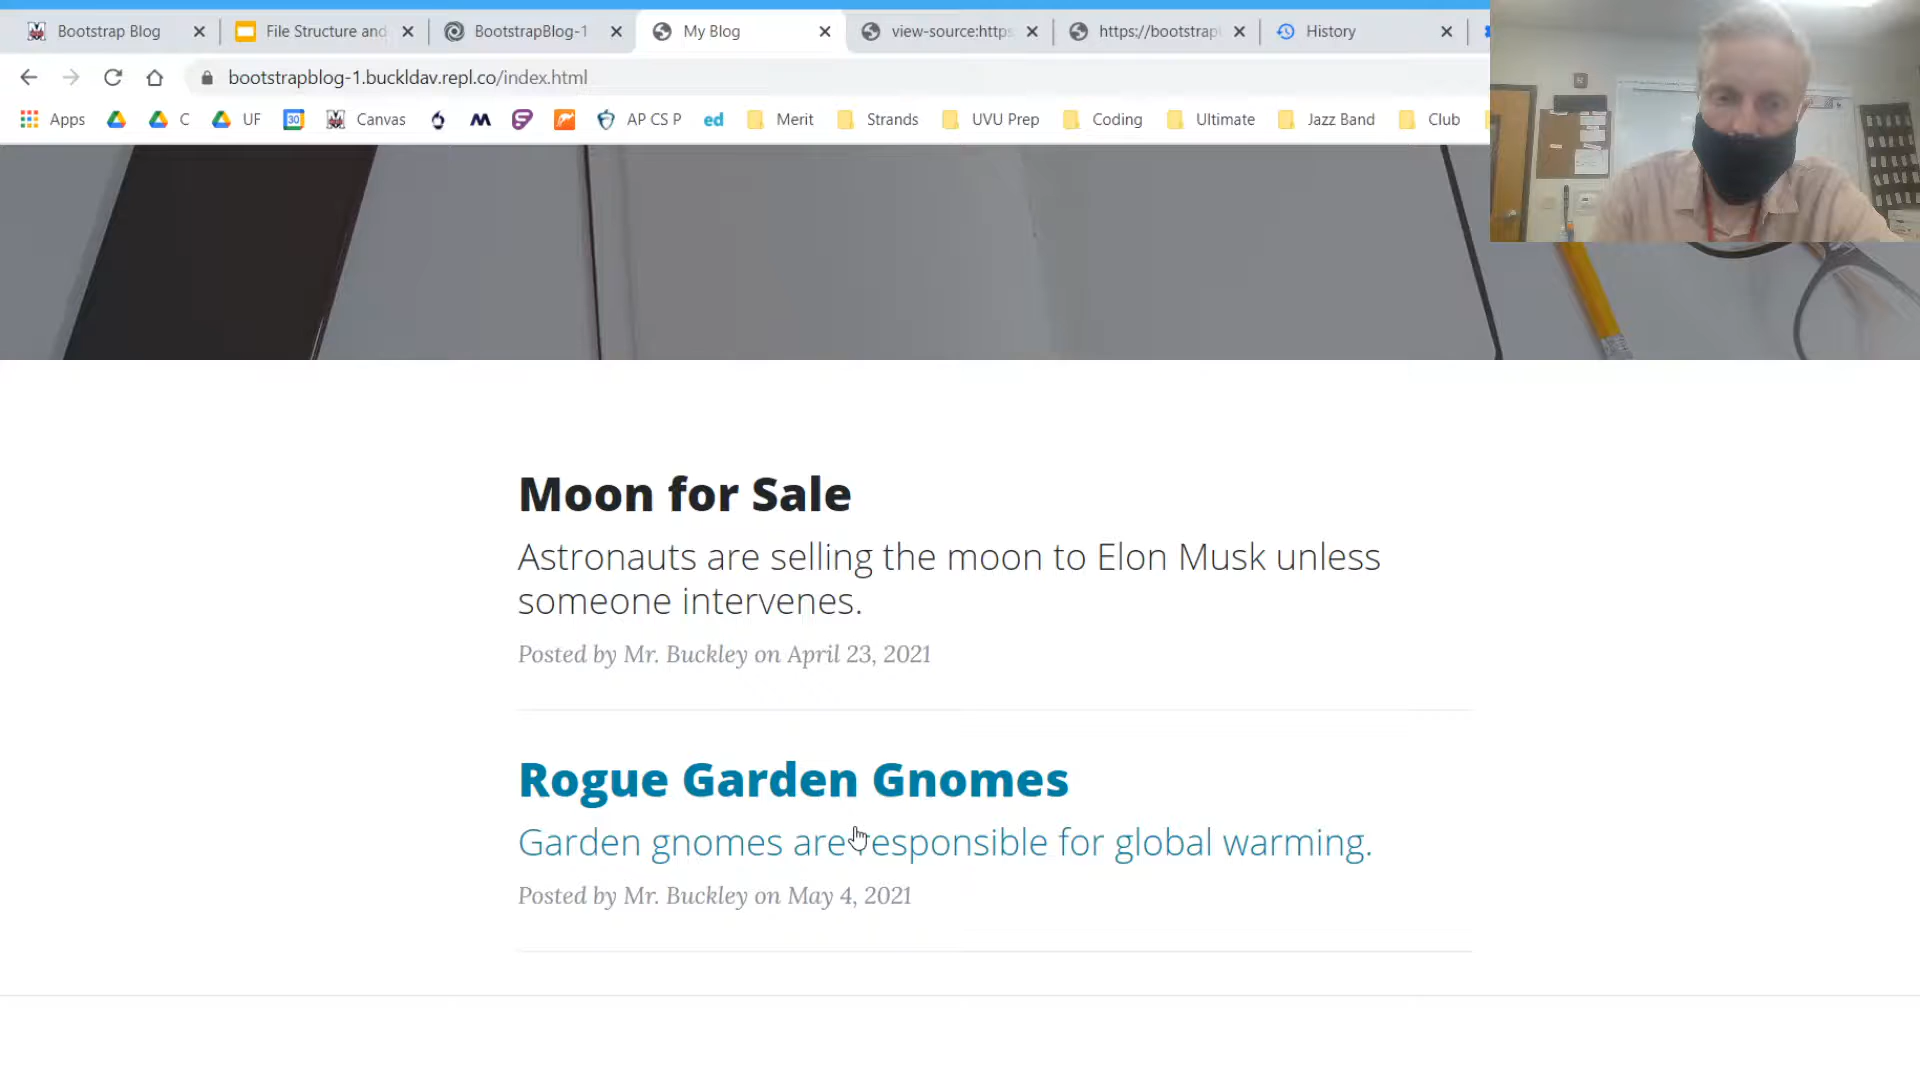 Bootstrap Blog
File Structure and
BootstrapBlog-1
My Blog
view-source:https
https://bootstrap
History
bootstrapblog-1.buckldav.repl.co/index.html
Apps
C
UF
30
Canvas
AP CS P
ed
Merit
Strands
UVU Prep
Coding
Ultimate
Jazz Band
Club
Moon for Sale
Astronauts are selling the moon to Elon Musk unless
someone intervenes.
Posted by Mr. Buckley on April 23, 2021
Rogue Garden Gnomes
Garden gnomes are responsible for global warming.
Posted by Mr. Buckley on May 4, 2021